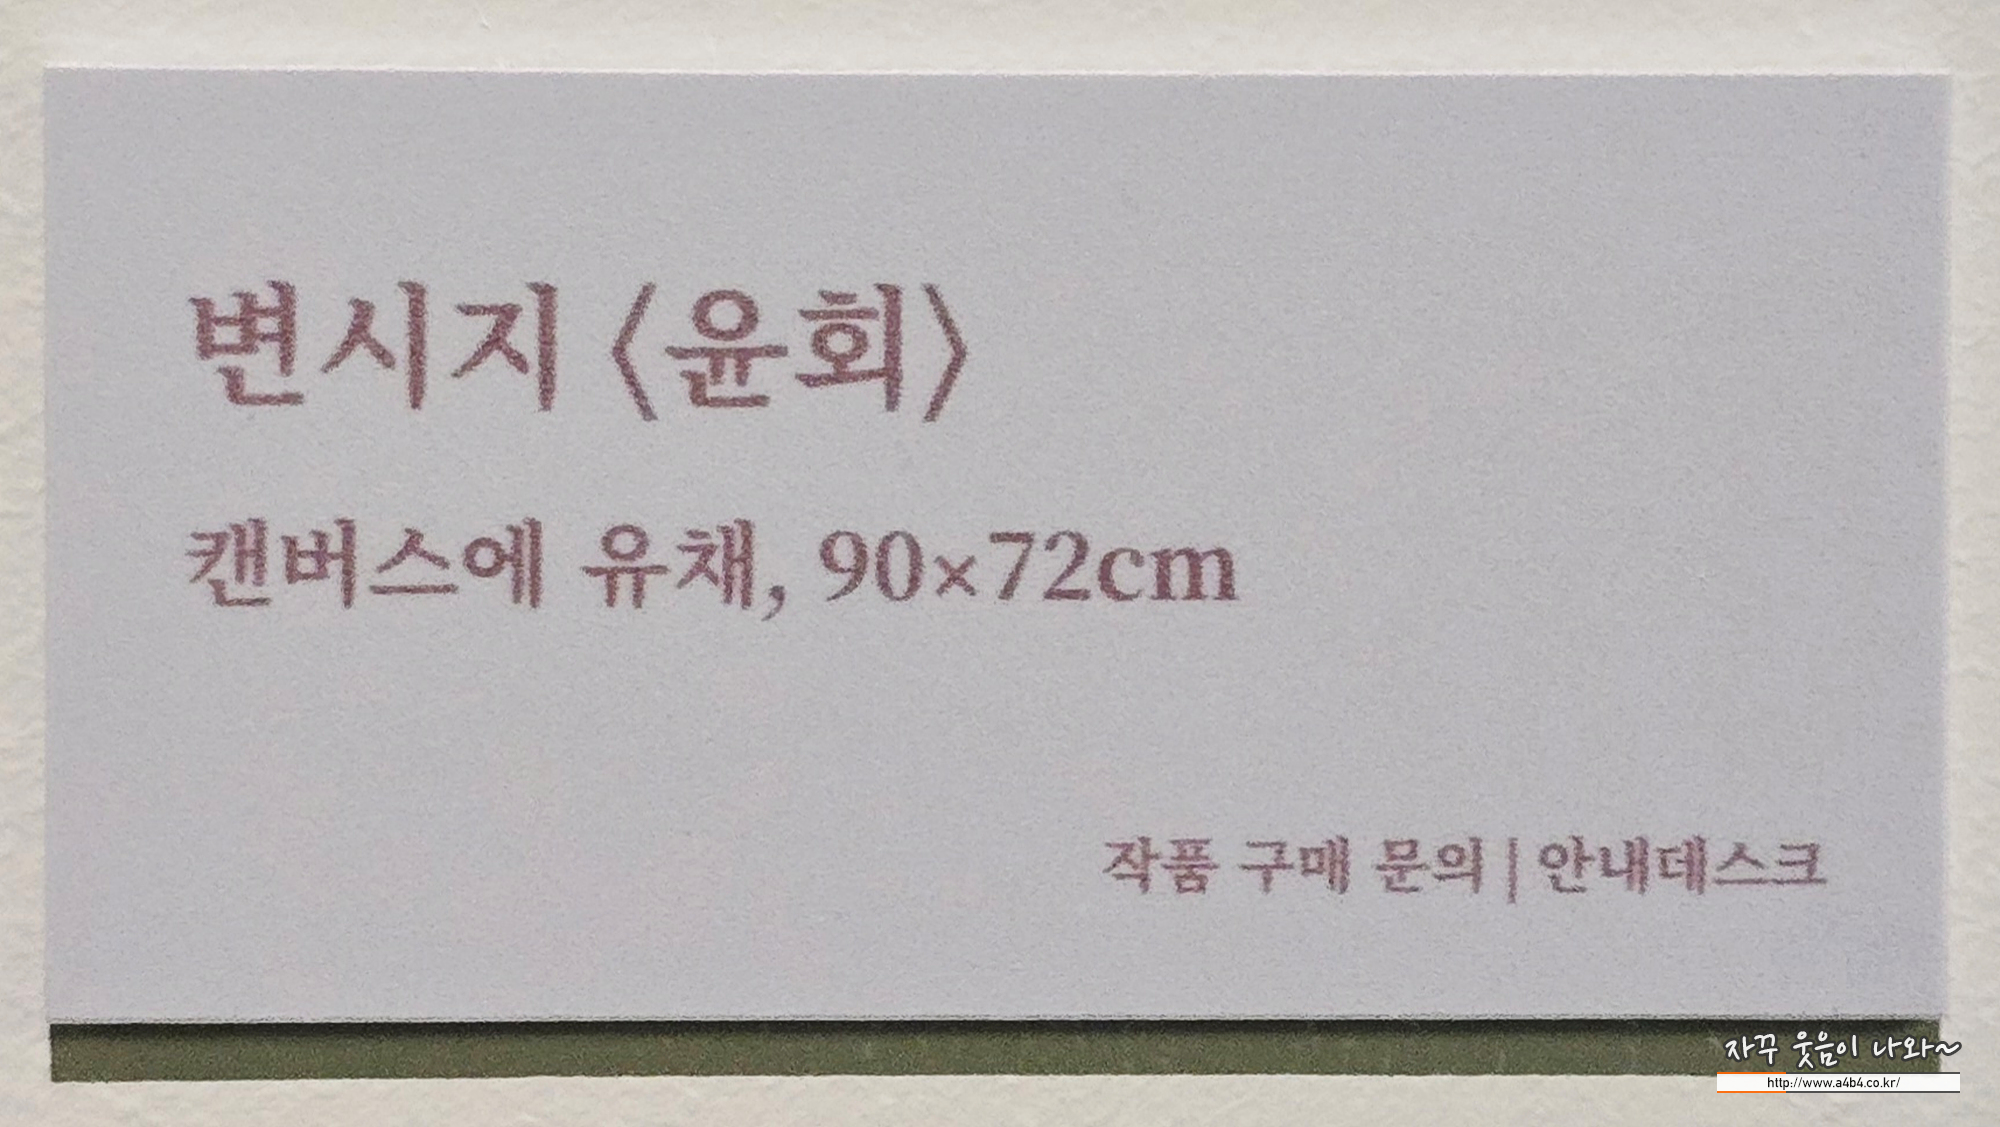 변시지 〈윤회〉
캔버스에 유채, 90×72cm
작품 구매 문의 | 안내데스크
자꾸 웃음이 나와~
http://www.a4b4.co.kr/